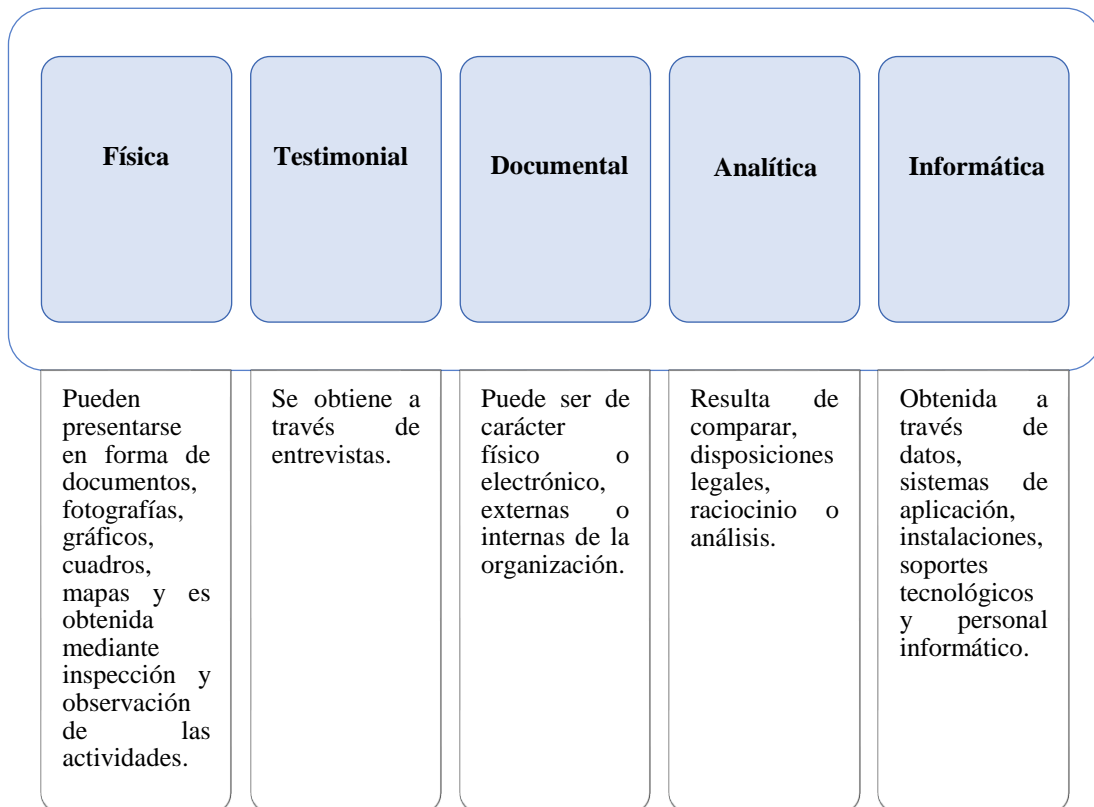 Física
Testimonial
Documental
Analítica
Informática
Pueden
presentarse
en forma de
documentos,
fotografías,
gráficos,
cuadros,
mapas y es
obtenida
mediante
inspección y
observación
de las
actividades.
Se obtiene a
través de
entrevistas.
Puede ser de
carácter
físico o
electrónico,
externas o
internas de la
organización.
Resulta de
comparar,
disposiciones
legales,
raciocinio o
análisis.
Obtenida a
través de
datos,
sistemas de
aplicación,
instalaciones,
soportes
tecnológicos
y personal
informático.